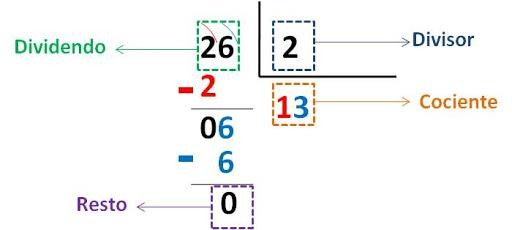 Dividendo 26 2 Divisor
- 2 13 Cociente
06
- 6
Resto 0